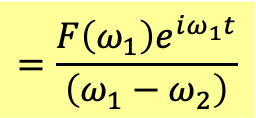 = F(ω₁)e^{iω₁t} / (ω₁ − ω₂)